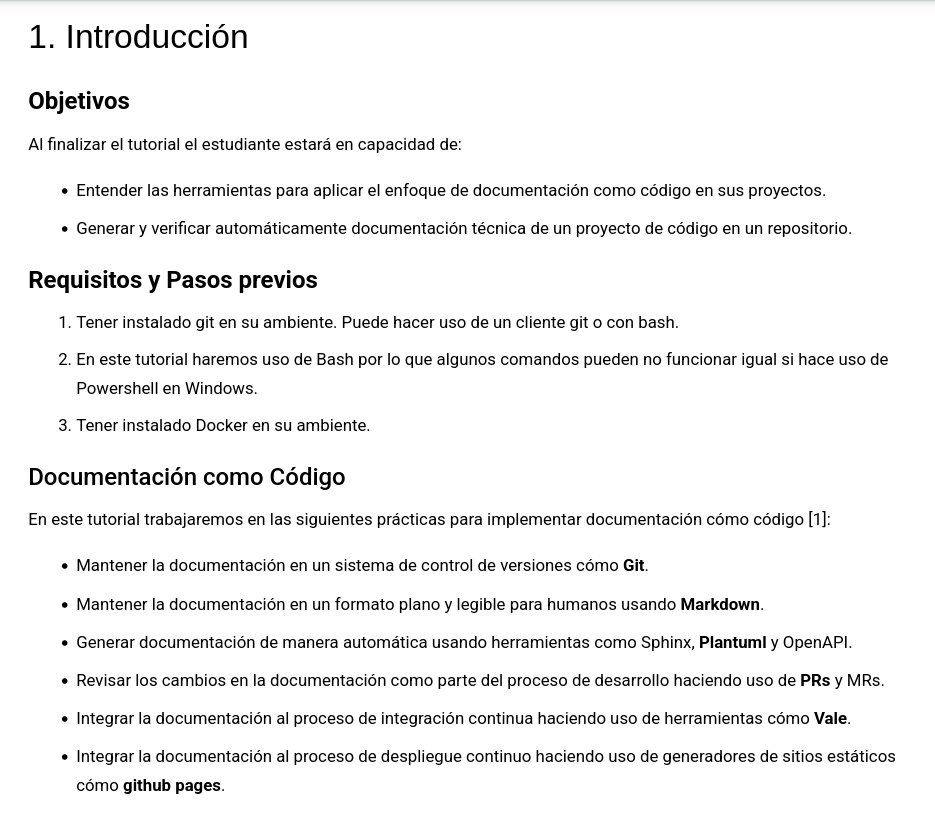 1. Introducción
Objetivos
Al finalizar el tutorial el estudiante estará en capacidad de:
• Entender las herramientas para aplicar el enfoque de documentación como código en sus proyectos.
• Generar y verificar automáticamente documentación técnica de un proyecto de código en un repositorio.
Requisitos y Pasos previos
1. Tener instalado git en su ambiente. Puede hacer uso de un cliente git o con bash.
2. En este tutorial haremos uso de Bash por lo que algunos comandos pueden no funcionar igual si hace uso de
Powershell en Windows.
3. Tener instalado Docker en su ambiente.
Documentación como Código
En este tutorial trabajaremos en las siguientes prácticas para implementar documentación cómo código [1]:
• Mantener la documentación en un sistema de control de versiones cómo Git.
• Mantener la documentación en un formato plano y legible para humanos usando Markdown.
• Generar documentación de manera automática usando herramientas como Sphinx, Plantuml y OpenAPI.
• Revisar los cambios en la documentación como parte del proceso de desarrollo haciendo uso de PRs y MRs.
• Integrar la documentación al proceso de integración continua haciendo uso de herramientas cómo Vale.
• Integrar la documentación al proceso de despliegue continuo haciendo uso de generadores de sitios estáticos
cómo github pages.